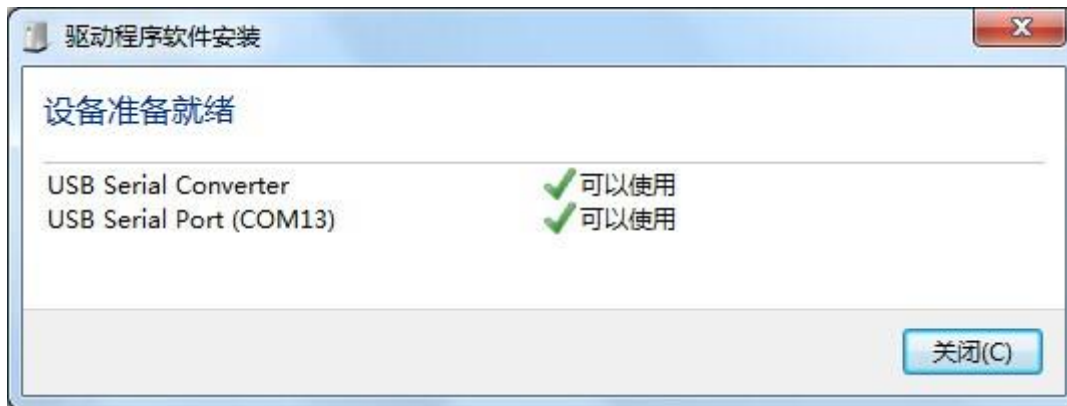 驱动程序软件安装
设备准备就绪
USB Serial Converter 可以使用
USB Serial Port (COM13) 可以使用
关闭(C)